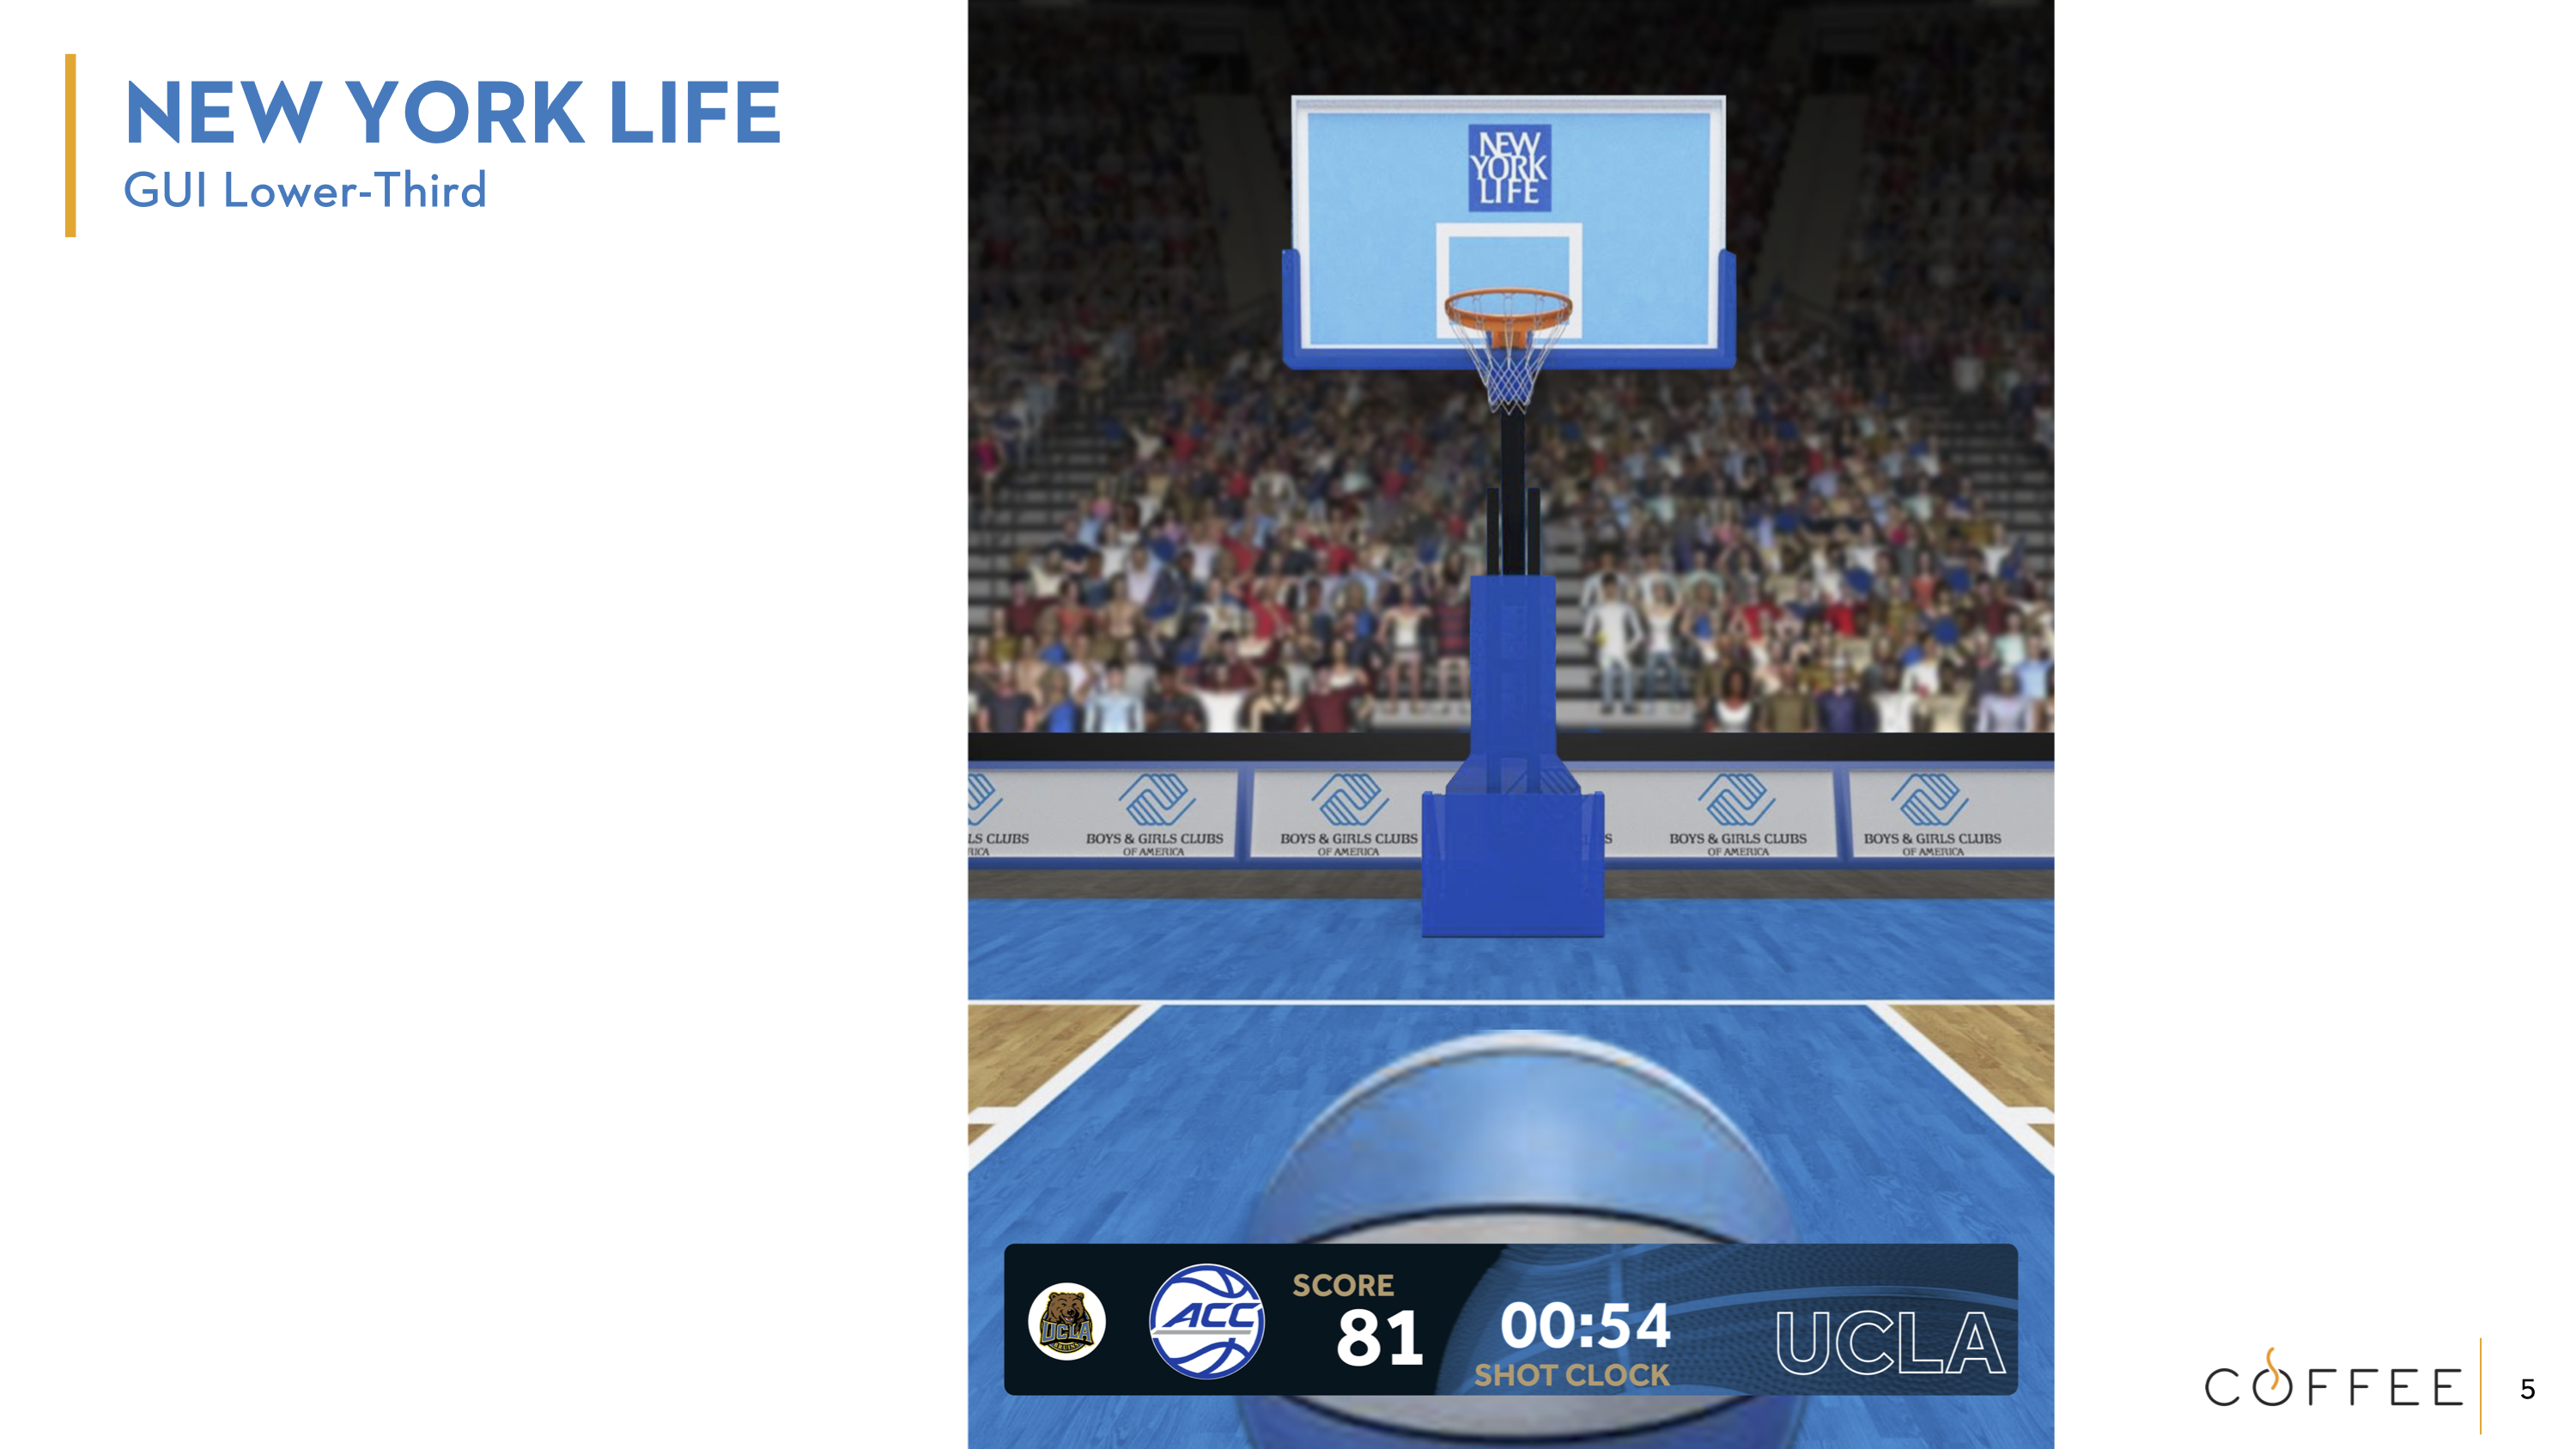 NEW YORK LIFE
GUI Lower-Third
NEW
YORK
LIFE
LS CLUBS
RICA
BOYS & GIRLS CLUBS
OF AMERICA
BOYS & GIRLS CLUBS
OF AMERICA
S
BOYS & GIRLS CLUBS
OF AMERICA
BOYS & GIRLS CLUBS
OF AMERICA
UCLA
ACC
SCORE
81
00:54
SHOT CLOCK
UCLA
COFFEE
5